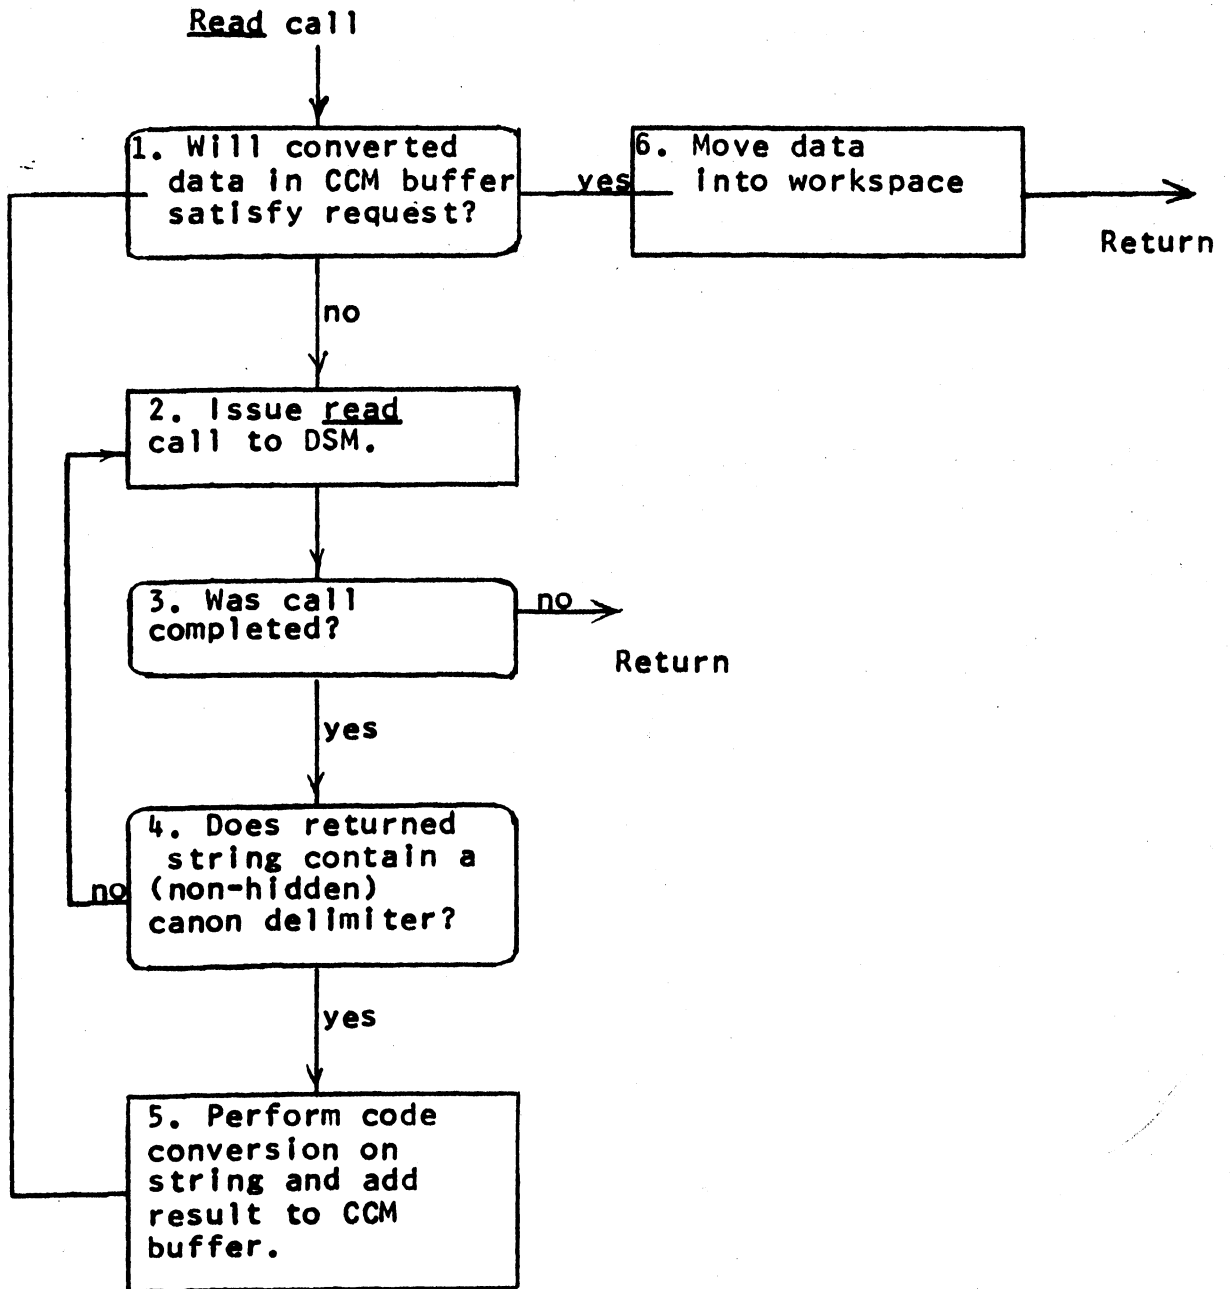 Read call
1. Will converted
data in CCM buffer
satisfy request?
yes
6. Move data
into workspace
Return
no
2. Issue read
call to DSM.
3. Was call
completed?
no
Return
yes
4. Does returned
string contain a
(non-hidden)
canon delimiter?
no
yes
5. Perform code
conversion on
string and add
result to CCM
buffer.